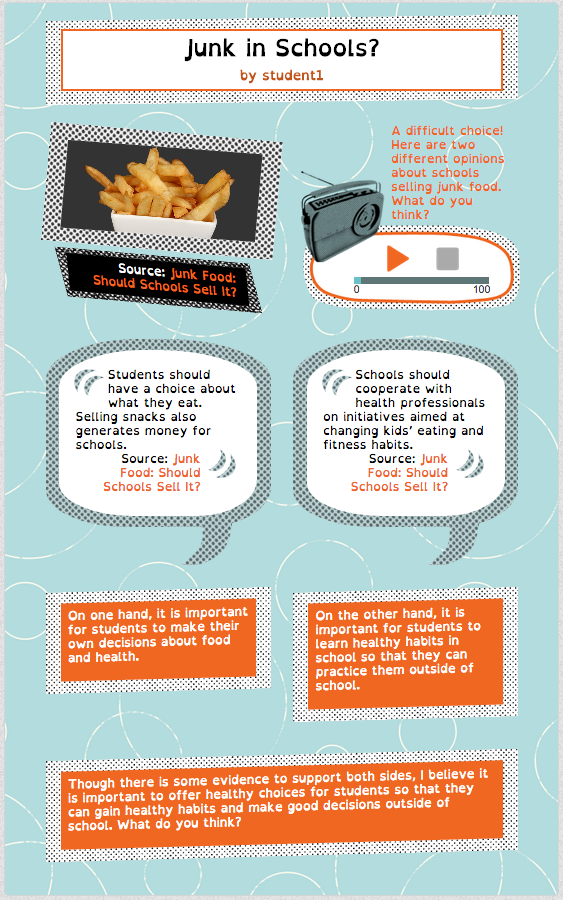 Junk in Schools?
by student1
A difficult choice!
Here are two
different opinions
about schools
selling junk food.
What do you
think?
Source: Junk Food:
Should Schools Sell It?
0 100
Students should
have a choice about
what they eat.
Selling snacks also
generates money for
schools.
Source: Junk
Food: Should
Schools Sell It?
Schools should
cooperate with
health professionals
on initiatives aimed at
changing kids' eating and
fitness habits.
Source: Junk
Food: Should
Schools Sell It?
On one hand, it is important
for students to make their
own decisions about food
and health.
On the other hand, it is
important for students to
learn healthy habits in
school so that they can
practice them outside of
school.
Though there is some evidence to support both sides, I believe it
is important to offer healthy choices for students so that they
can gain healthy habits and make good decisions outside of
school. What do you think?